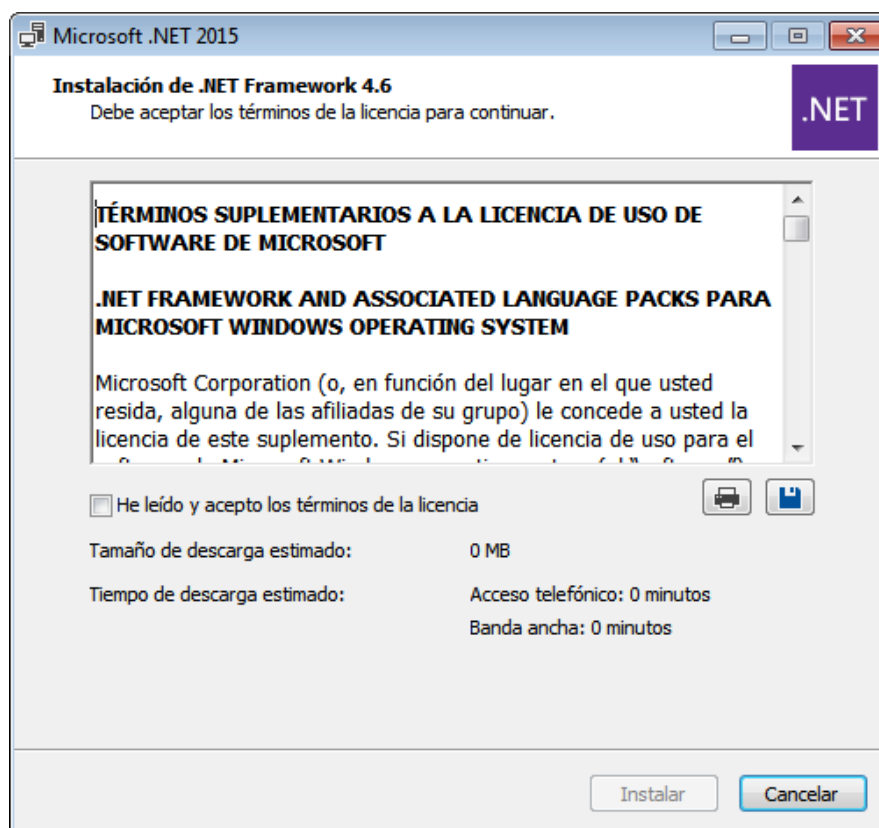 Microsoft .NET 2015
Instalación de .NET Framework 4.6
Debe aceptar los términos de la licencia para continuar.
.NET
TÉRMINOS SUPLEMENTARIOS A LA LICENCIA DE USO DE
SOFTWARE DE MICROSOFT
.NET FRAMEWORK AND ASSOCIATED LANGUAGE PACKS PARA
MICROSOFT WINDOWS OPERATING SYSTEM
Microsoft Corporation (o, en función del lugar en el que usted
resida, alguna de las afiliadas de su grupo) le concede a usted la
licencia de este suplemento. Si dispone de licencia de uso para el
He leído y acepto los términos de la licencia
Tamaño de descarga estimado: 0 MB
Tiempo de descarga estimado: Acceso telefónico: 0 minutos
Banda ancha: 0 minutos
Instalar Cancelar